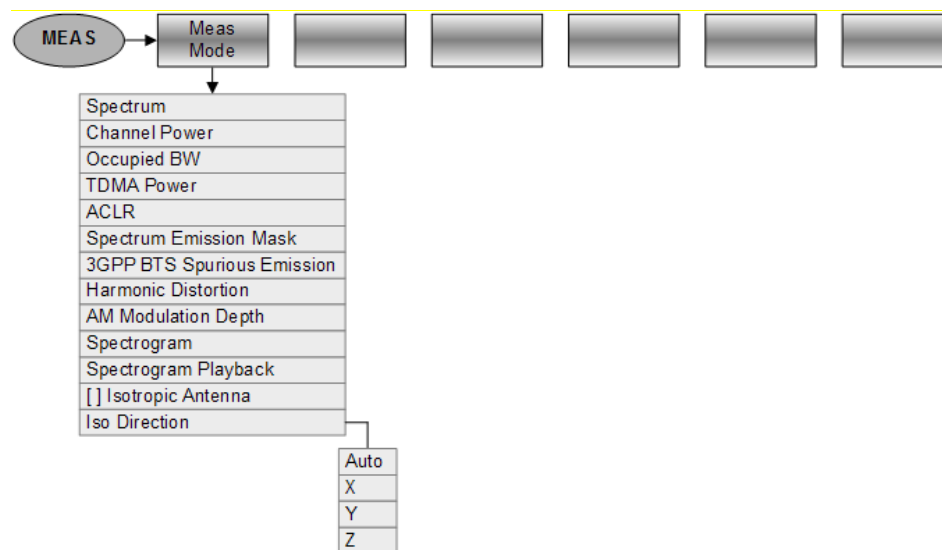 MEAS
Meas
Mode
Spectrum
Channel Power
Occupied BW
TDMA Power
ACLR
Spectrum Emission Mask
3GPP BTS Spurious Emission
Harmonic Distortion
AM Modulation Depth
Spectrogram
Spectrogram Playback
[ ] Isotropic Antenna
Iso Direction
Auto
X
Y
Z